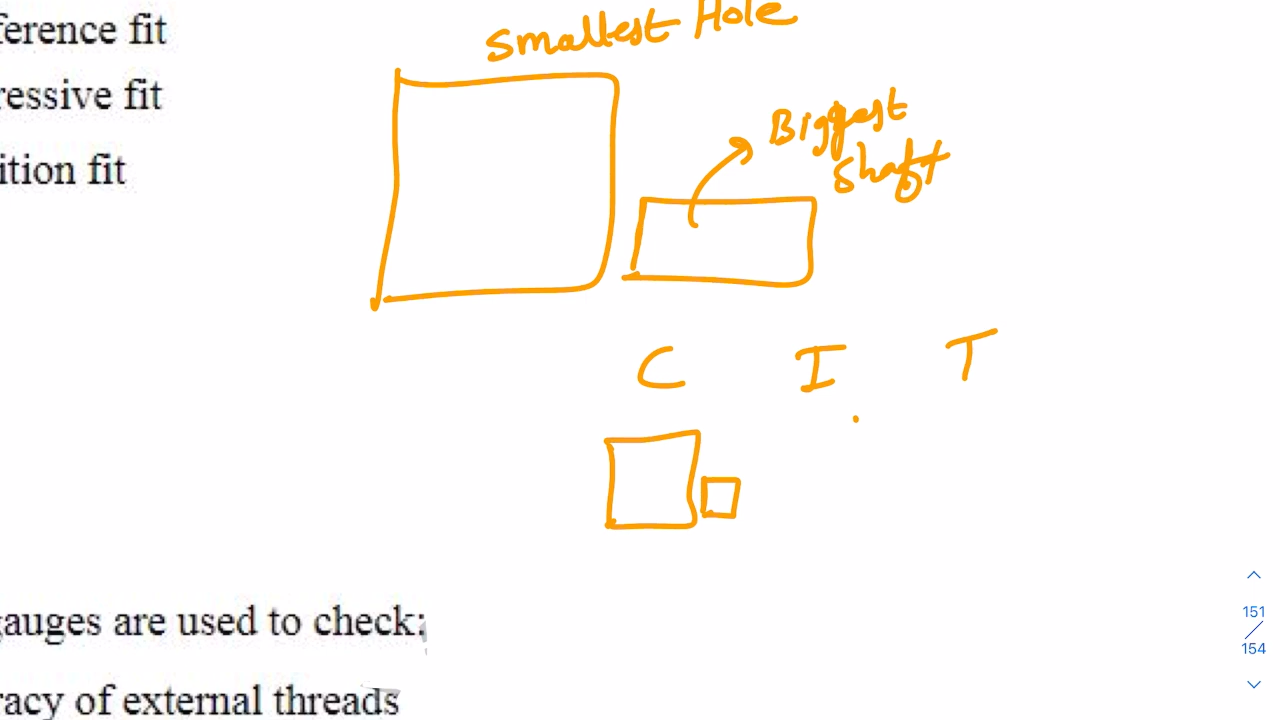 ference fit
Smallest Hole
ressive fit
Biggest
shaft
ition fit
C I T
gauges are used to check:
racy of external threads
151
154